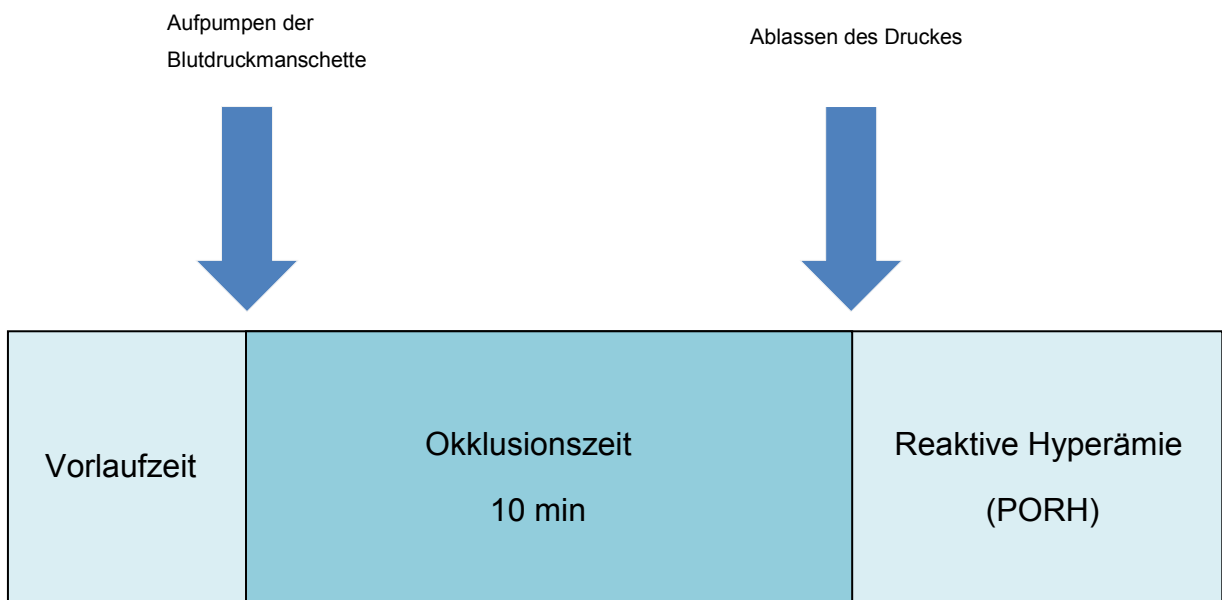 Aufpumpen der
Blutdruckmanschette
Ablassen des Druckes
Vorlaufzeit
Okklusionszeit
10 min
Reaktive Hyperämie
(PORH)